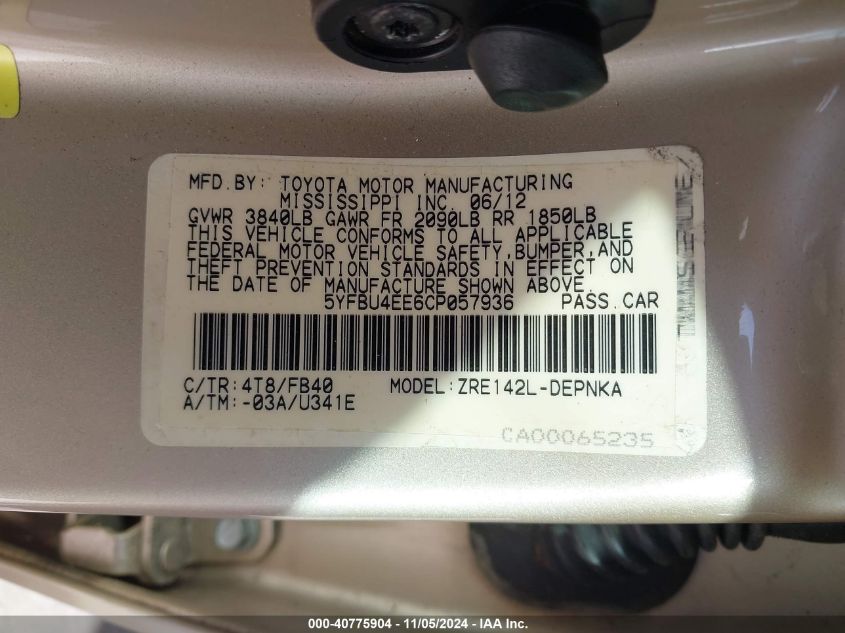 MFD.BY: TOYOTA MOTOR MANUFACTURING
MISSISSIPPI INC. 06/12
GVWR 3840LB GAWR FR 2090LB RR 1850LB
THIS VEHICLE CONFORMS TO ALL APPLICABLE
FEDERAL MOTOR VEHICLE SAFETY,BUMPER,AND
THEFT PREVENTION STANDARDS IN EFFECT ON
THE DATE OF MANUFACTURE SHOWN ABOVE.
5YFBU4EE6CP057936 PASS.CAR
C/TR:4T8/FB40 MODEL:ZRE142L-DEPNKA
A/TM:-03A/U341E
CA00065235
000-40775904 - 11/05/2024 - IAA Inc.